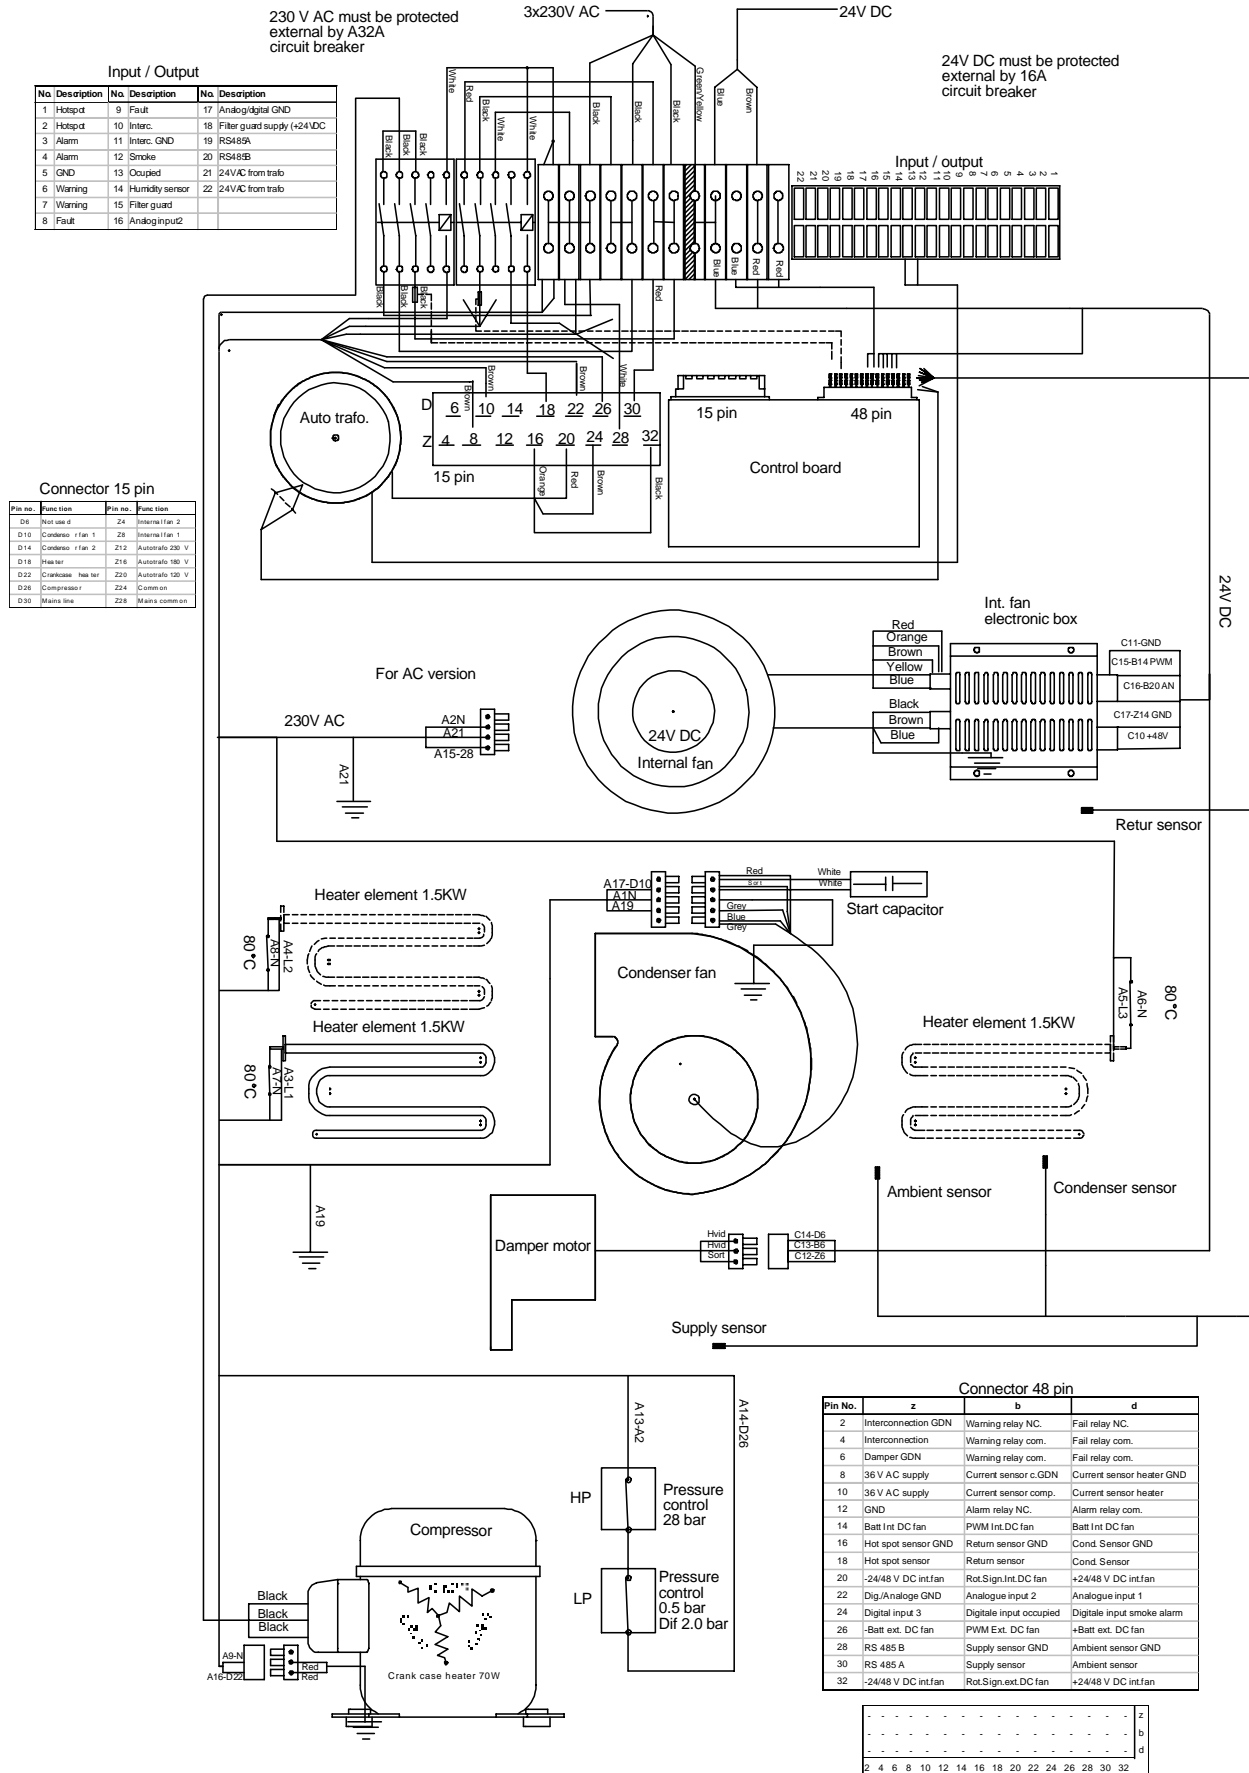 230 V AC must be protected
external by A32A
circuit breaker
3x230V AC
24V DC
24V DC must be protected
external by 16A
circuit breaker
Input / Output
No. Description No. Description No. Description
1 Hotspot 9 Fault 17 Analog/dgital GND
2 Hotspot 10 Interc. 18 Filter guard supply (+24VDC
3 Alarm 11 Interc. GND 19 RS485A
4 Alarm 12 Smoke 20 RS485B
5 GND 13 Ocupied 21 24VAC from trafo
6 Warning 14 Humidity sensor 22 24VAC from trafo
7 Warning 15 Filter guard
8 Fault 16 Analog input2
White
Red
Black
White
White
Black
Black
Black
Green/Yellow
Blue
Brown
Black
Black
Black
Input / output
22 21 20 19 18 17 16 15 14 13 12 11 10 9 8 7 6 5 4 3 2 1
Black
Black
Black
Red
Blue
Blue
Red
Red
Brown
Brown
Brown
White
Auto trafo.
D 6 10 14 18 22 26 30
Z 4 8 12 16 20 24 28 32
15 pin
Orange
Red
Brown
Black
15 pin
48 pin
Control board
Connector 15 pin
Pin no. Function Pin no. Function
D6 Not used Z4 Internal fan 2
D10 Condenso r fan 1 Z8 Internal fan 1
D14 Condenso r fan 2 Z12 Autotrafo 230 V
D18 Heater Z16 Autotrafo 180 V
D22 Crankcase heater Z20 Autotrafo 120 V
D26 Compressor Z24 Common
D30 Mains line Z28 Mains common
24V DC
Int. fan
electronic box
Red
Orange
Brown
Yellow
Blue
Black
Brown
Blue
C11-GND
C15-B14 PWM
C16-B20 AN
C17-Z14 GND
C10 +48V
For AC version
230V AC
A2N
A21
A15-28
A21
24V DC
Internal fan
Retur sensor
A17-D10
A1N
A19
Red
Sort
Grey
Blue
Grey
White
White
Start capacitor
Heater element 1.5KW
80°C
A8-N
A4-L2
Condenser fan
Heater element 1.5KW
80°C
A7-N
A3-L1
Heater element 1.5KW
A5-L3
A6-N
80°C
Ambient sensor
Condenser sensor
A19
Damper motor
Hvid
Hvid
Sort
C14-D6
C13-B6
C12-Z6
Supply sensor
A13-A2
A14-D26
HP
Pressure
control
28 bar
LP
Pressure
control
0.5 bar
Dif 2.0 bar
Compressor
Black
Black
Black
A9-N
A16-D22
Red
Red
Crank case heater 70W
Connector 48 pin
Pin No. z b d
2 Interconnection GDN Warning relay NC. Fail relay NC.
4 Interconnection Warning relay com. Fail relay com.
6 Damper GDN Warning relay com. Fail relay com.
8 36 V AC supply Current sensor c.GDN Current sensor heater GND
10 36 V AC supply Current sensor comp. Current sensor heater
12 GND Alarm relay NC. Alarm relay com.
14 Batt Int DC fan PWM Int.DC fan Batt Int DC fan
16 Hot spot sensor GND Return sensor GND Cond. Sensor GND
18 Hot spot sensor Return sensor Cond. Sensor
20 -24/48 V DC int.fan Rot.Sign.Int.DC fan +24/48 V DC int.fan
22 Dig./Analoge GND Analogue input 2 Analogue input 1
24 Digital input 3 Digitale input occupied Digitale input smoke alarm
26 -Batt ext. DC fan PWM Ext. DC fan +Batt ext. DC fan
28 RS 485 B Supply sensor GND Ambient sensor GND
30 RS 485 A Supply sensor Ambient sensor
32 -24/48 V DC int.fan Rot.Sign.ext.DC fan +24/48 V DC int.fan
- - - - - - - - - - - - - - - - z
- - - - - - - - - - - - - - - - b
- - - - - - - - - - - - - - - - d
2 4 6 8 10 12 14 16 18 20 22 24 26 28 30 32